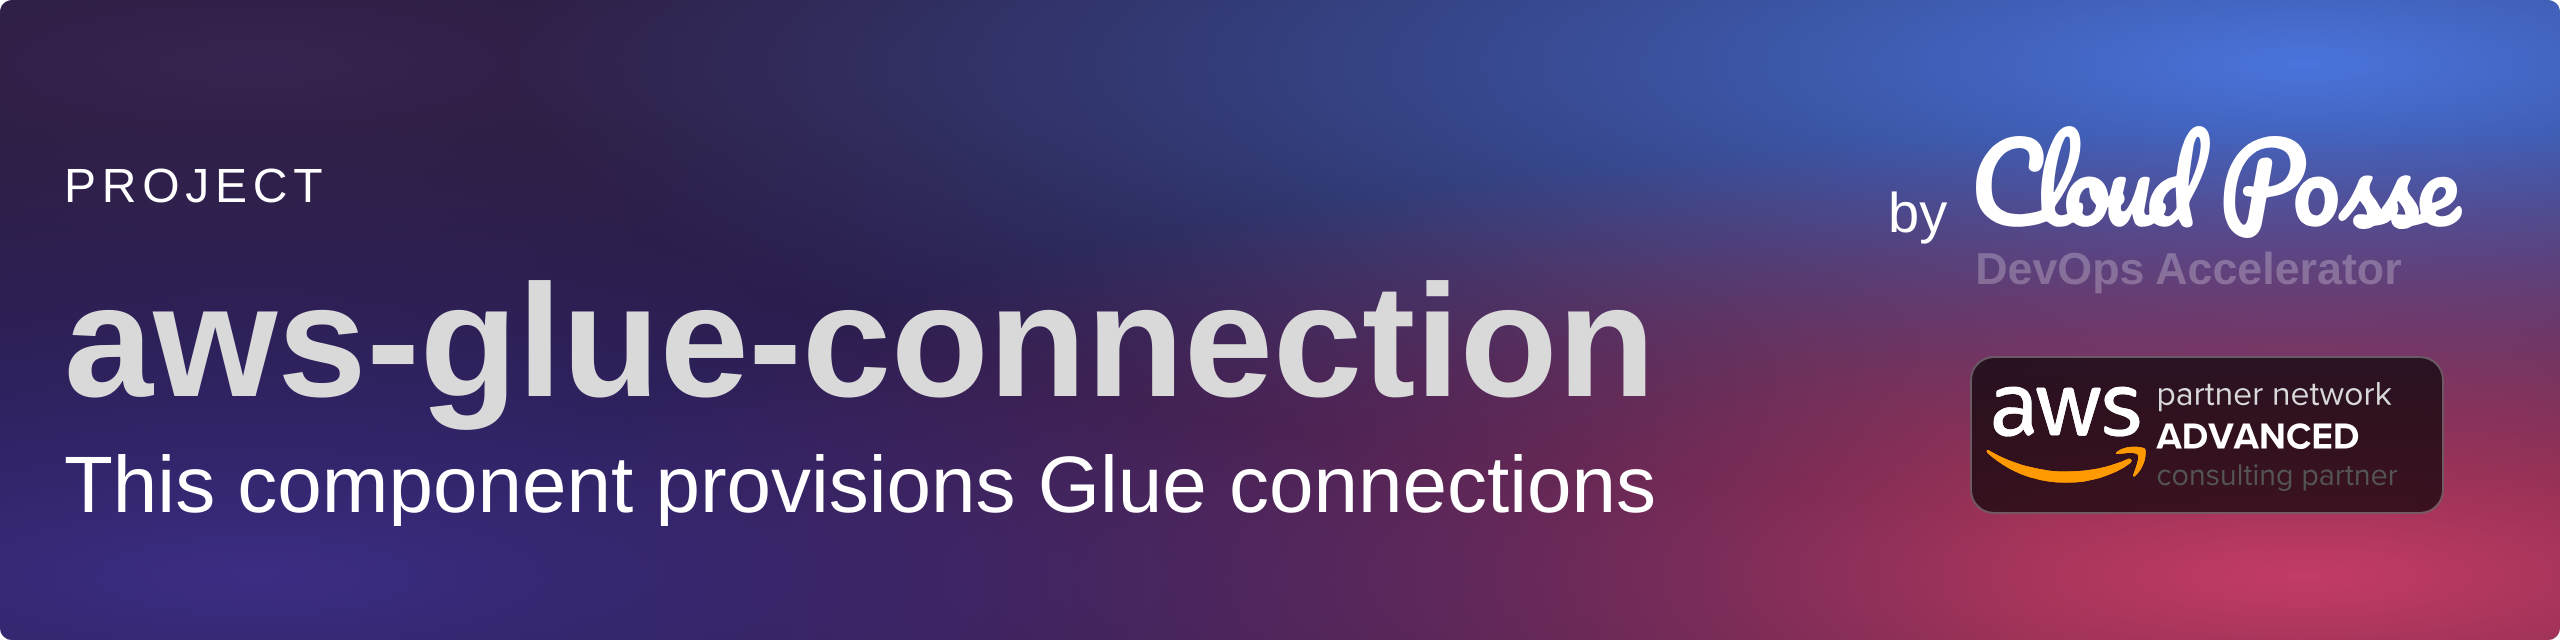 PROJECT
aws-glue-connection
This component provisions Glue connections
by Cloud Posse
DevOps Accelerator
aws partner network
ADVANCED
consulting partner